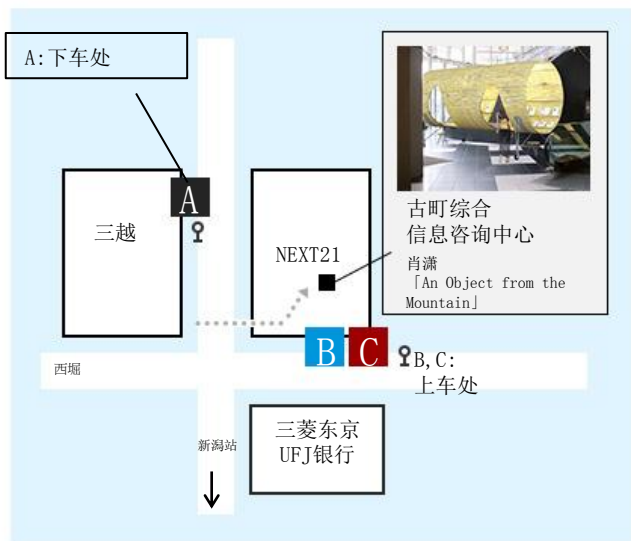 A:下车处
A
三越
NEXT21
古町综合
信息咨询中心
肖潇
「An Object from the
Mountain」
B
C
B,C:
上车处
西堀
新潟站
三菱东京
UFJ银行